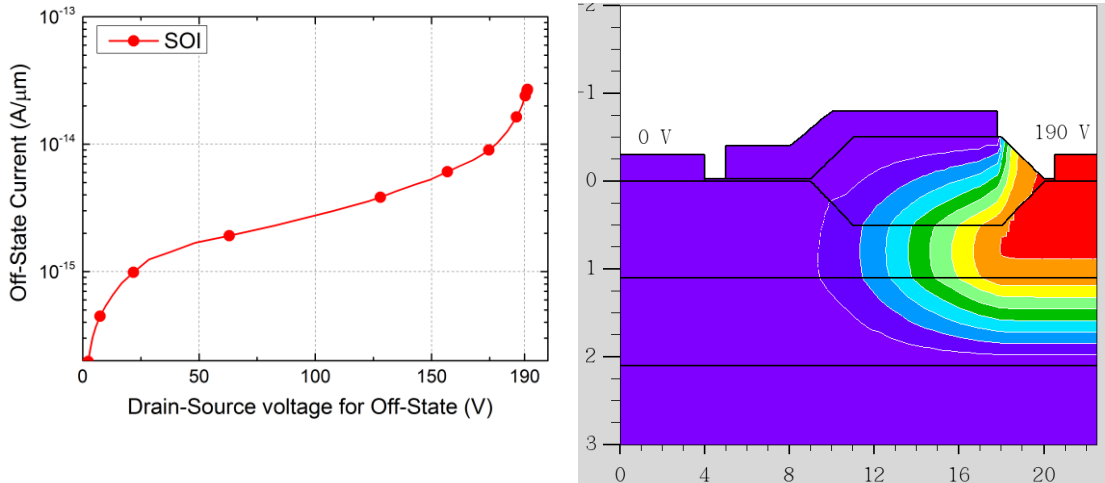 10⁻¹³
SOI
10⁻¹⁴
10⁻¹⁵
Off-State Current (A/μm)
0 50 100 150 190
Drain-Source voltage for Off-State (V)
-2
-1
0
1
2
3
0 V
190 V
0 4 8 12 16 20